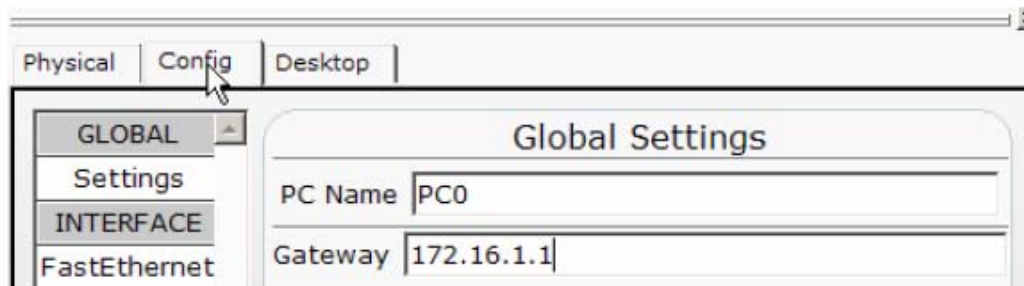 Physical Config Desktop
GLOBAL
Settings
INTERFACE
FastEthernet
Global Settings
PC Name PC0
Gateway 172.16.1.1